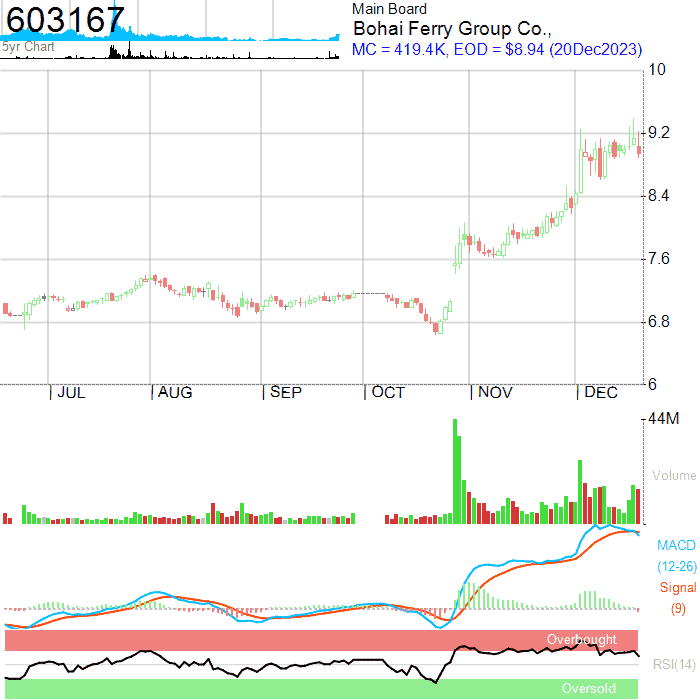 603167
5yr Chart
Main Board
Bohai Ferry Group Co.,
MC = 419.4K, EOD = $8.94 (20Dec2023)
10
9.2
8.4
7.6
6.8
6
| JUL | AUG | SEP | OCT | NOV | DEC
44M
Volume
MACD
(12-26)
Signal
(9)
Overbought
RSI(14)
Oversold